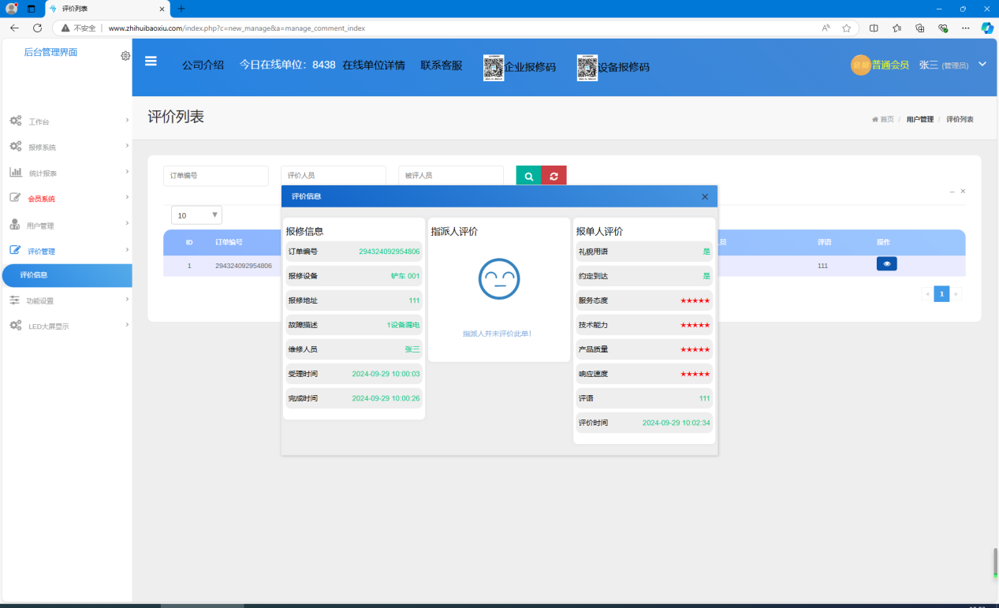 评价列表
不安全 www.zhihuibaoxiu.com/index.php?c=new_manage&a=manage_comment_index
后台管理界面
公司介绍 今日在线单位：8438 在线单位详情 联系客服 企业报修码 设备报修码 普通会员 张三 (管理员)
评价列表
首页 / 用户管理 / 评价列表
工作台
报修系统
统计报表
会员系统
用户管理
评价管理
评价信息
功能设置
LED大屏显示
订单编号 评价人员 被评人员
10
ID 订单编号 员 评语 操作
1 294324092954806 111
« 1 »
评价信息
报修信息
订单编号 294324092954806
报修设备 铲车 001
报修地址 111
故障描述 1设备漏电
维修人员 张三
受理时间 2024-09-29 10:00:03
完成时间 2024-09-29 10:00:26
指派人评价
指派人并未评价此单!
报单人评价
礼貌用语 是
约定到达 是
服务态度 ★★★★★
技术能力 ★★★★★
产品质量 ★★★★★
响应速度 ★★★★★
评语 111
评价时间 2024-09-29 10:02:34